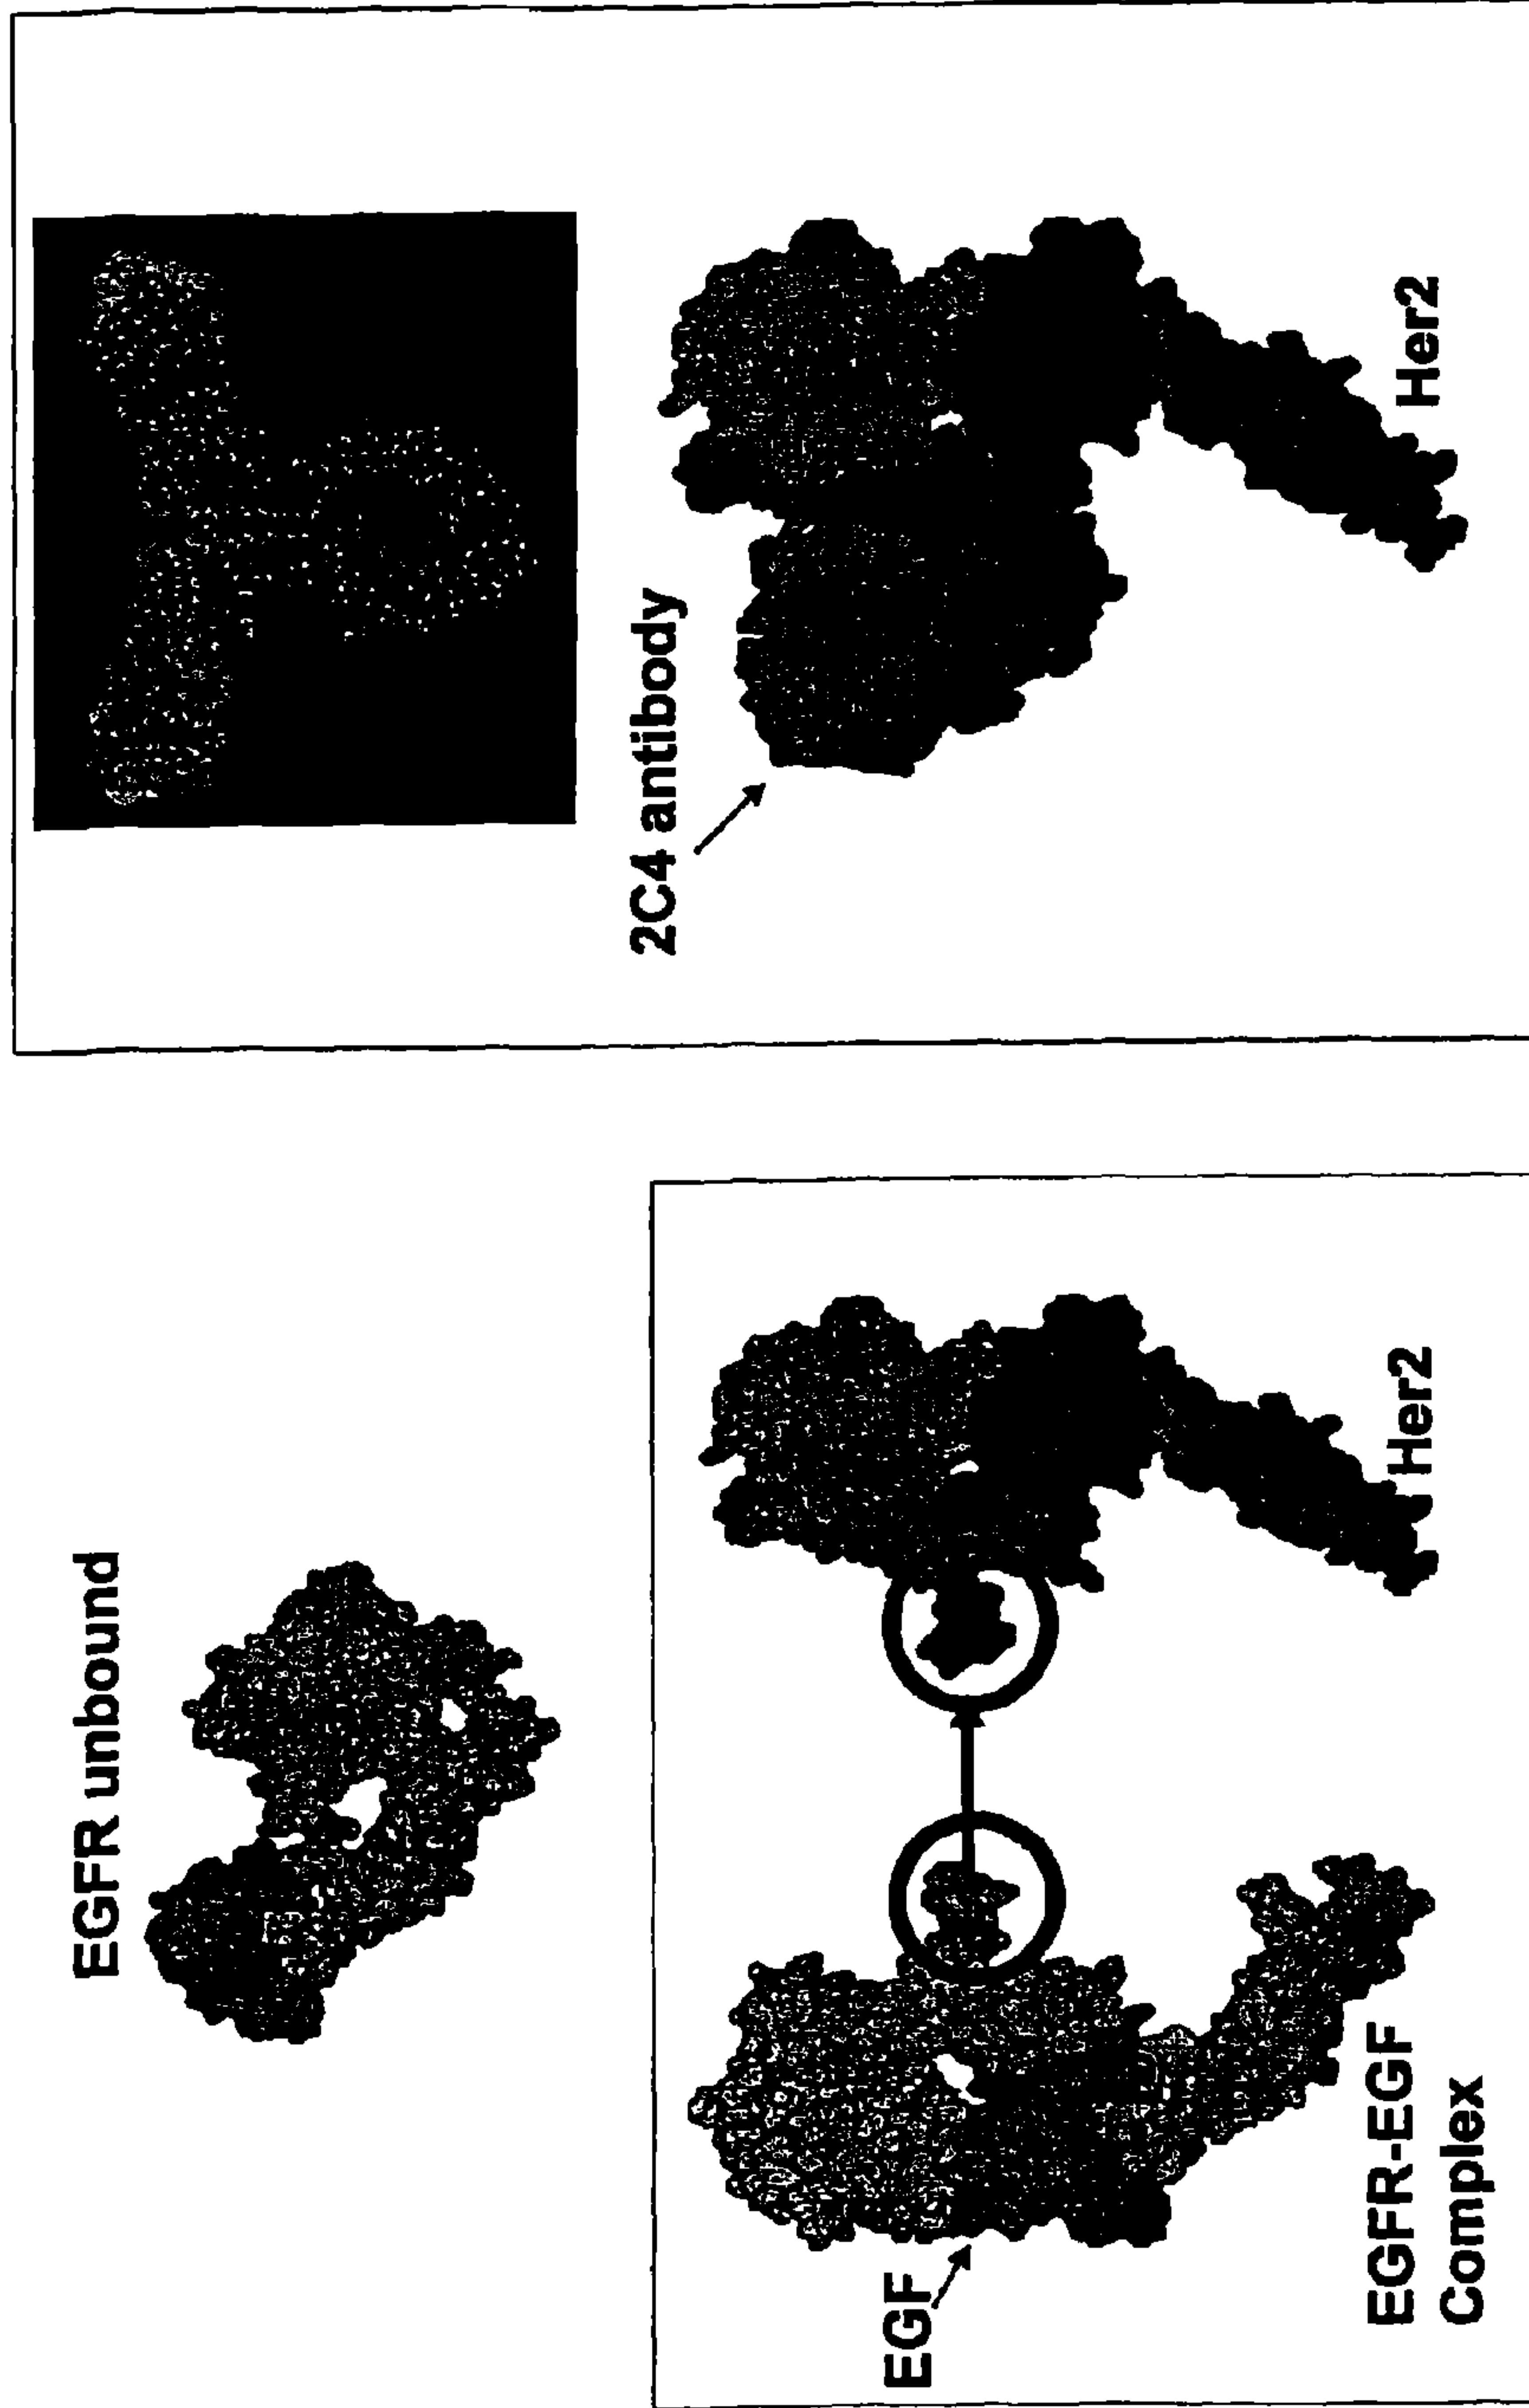 EGFR unbound
EGF
EGFR-EGF
Complex
Her2
2C4 antibody
Her2